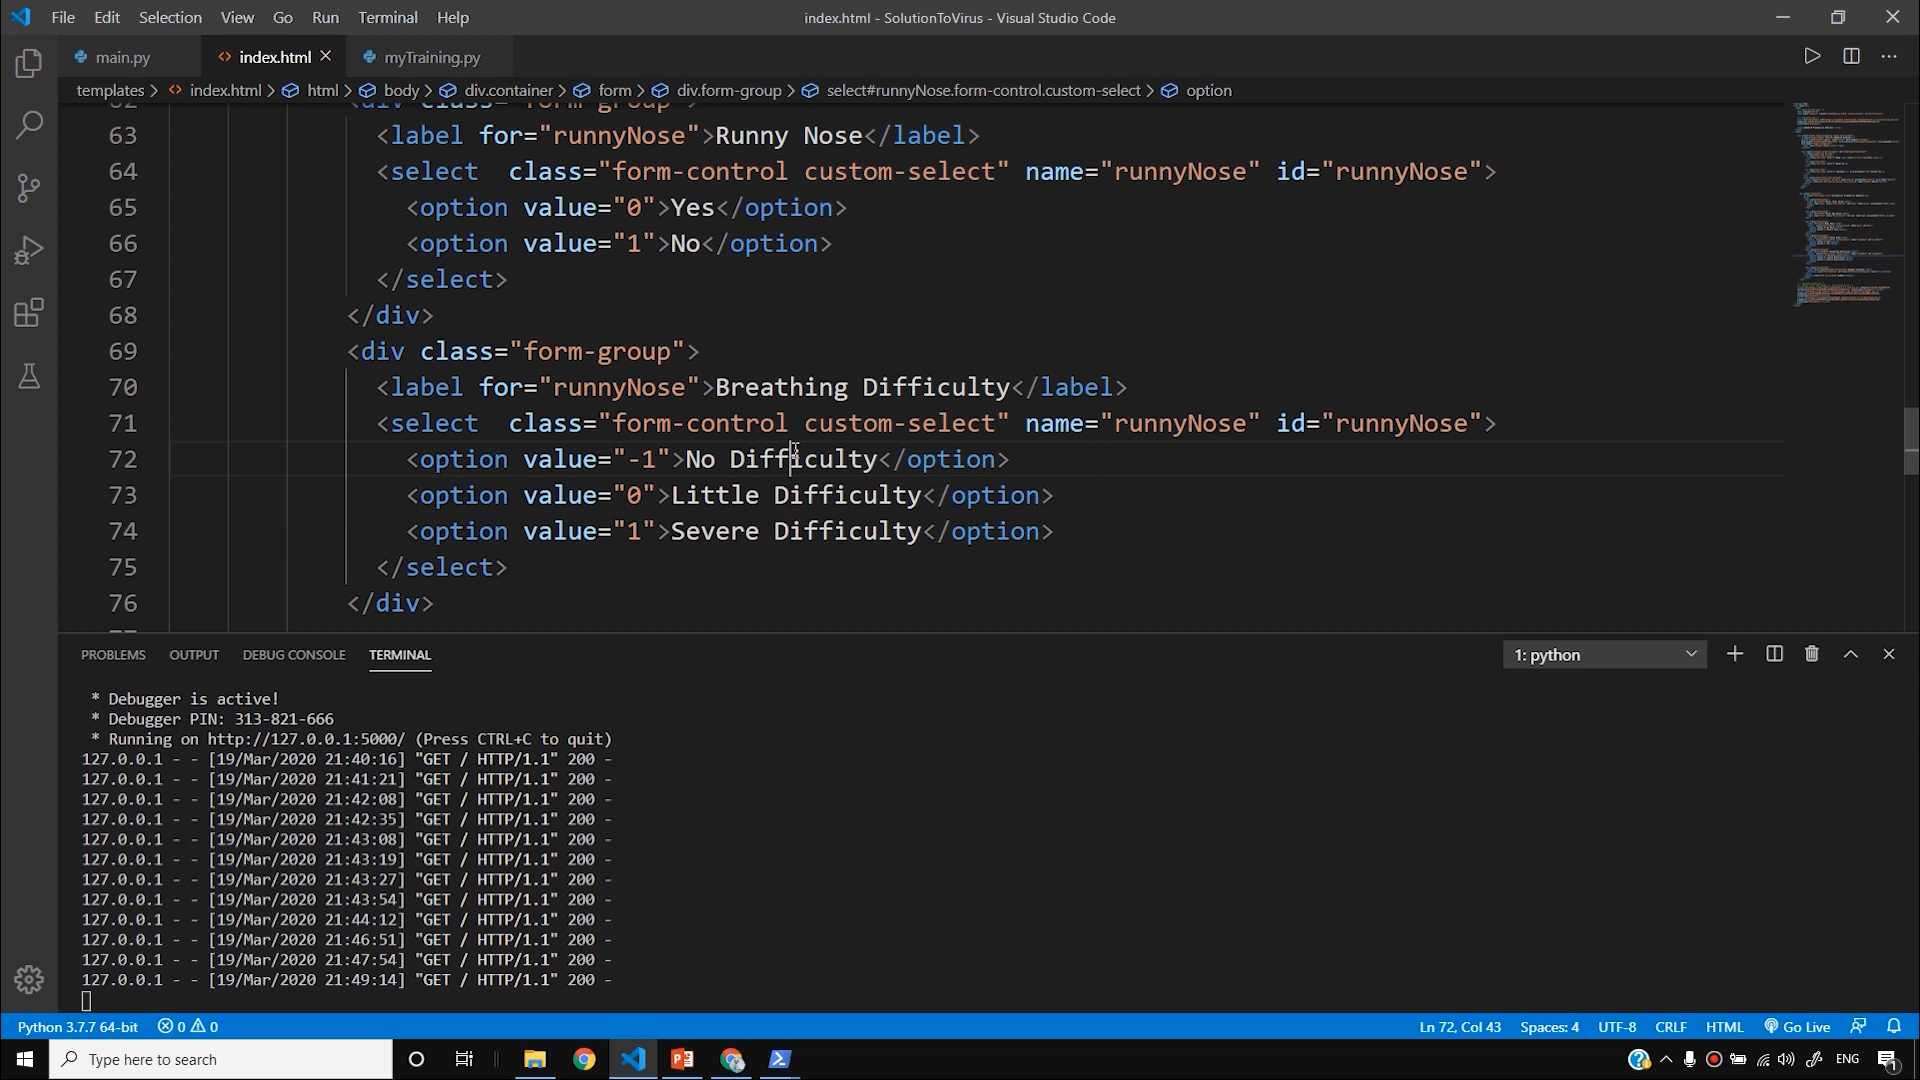 File Edit Selection View Go Run Terminal Help
index.html - SolutionToVirus - Visual Studio Code
main.py
index.html
myTraining.py
templates > index.html > html > body > div.container > form > div.form-group > select#runnyNose.form-control.custom-select > option
62 <div class="form-group">
63 <label for="runnyNose">Runny Nose</label>
64 <select  class="form-control custom-select" name="runnyNose" id="runnyNose">
65 <option value="0">Yes</option>
66 <option value="1">No</option>
67 </select>
68 </div>
69 <div class="form-group">
70 <label for="runnyNose">Breathing Difficulty</label>
71 <select  class="form-control custom-select" name="runnyNose" id="runnyNose">
72 <option value="-1">No Difficulty</option>
73 <option value="0">Little Difficulty</option>
74 <option value="1">Severe Difficulty</option>
75 </select>
76 </div>
PROBLEMS OUTPUT DEBUG CONSOLE TERMINAL
1: python
* Debugger is active!
* Debugger PIN: 313-821-666
* Running on http://127.0.0.1:5000/ (Press CTRL+C to quit)
127.0.0.1 - - [19/Mar/2020 21:40:16] "GET / HTTP/1.1" 200 -
127.0.0.1 - - [19/Mar/2020 21:41:21] "GET / HTTP/1.1" 200 -
127.0.0.1 - - [19/Mar/2020 21:42:08] "GET / HTTP/1.1" 200 -
127.0.0.1 - - [19/Mar/2020 21:42:35] "GET / HTTP/1.1" 200 -
127.0.0.1 - - [19/Mar/2020 21:43:08] "GET / HTTP/1.1" 200 -
127.0.0.1 - - [19/Mar/2020 21:43:19] "GET / HTTP/1.1" 200 -
127.0.0.1 - - [19/Mar/2020 21:43:27] "GET / HTTP/1.1" 200 -
127.0.0.1 - - [19/Mar/2020 21:43:54] "GET / HTTP/1.1" 200 -
127.0.0.1 - - [19/Mar/2020 21:44:12] "GET / HTTP/1.1" 200 -
127.0.0.1 - - [19/Mar/2020 21:46:51] "GET / HTTP/1.1" 200 -
127.0.0.1 - - [19/Mar/2020 21:47:54] "GET / HTTP/1.1" 200 -
127.0.0.1 - - [19/Mar/2020 21:49:14] "GET / HTTP/1.1" 200 -
Python 3.7.7 64-bit 0 0 Ln 72, Col 43 Spaces: 4 UTF-8 CRLF HTML Go Live
Type here to search
ENG
1